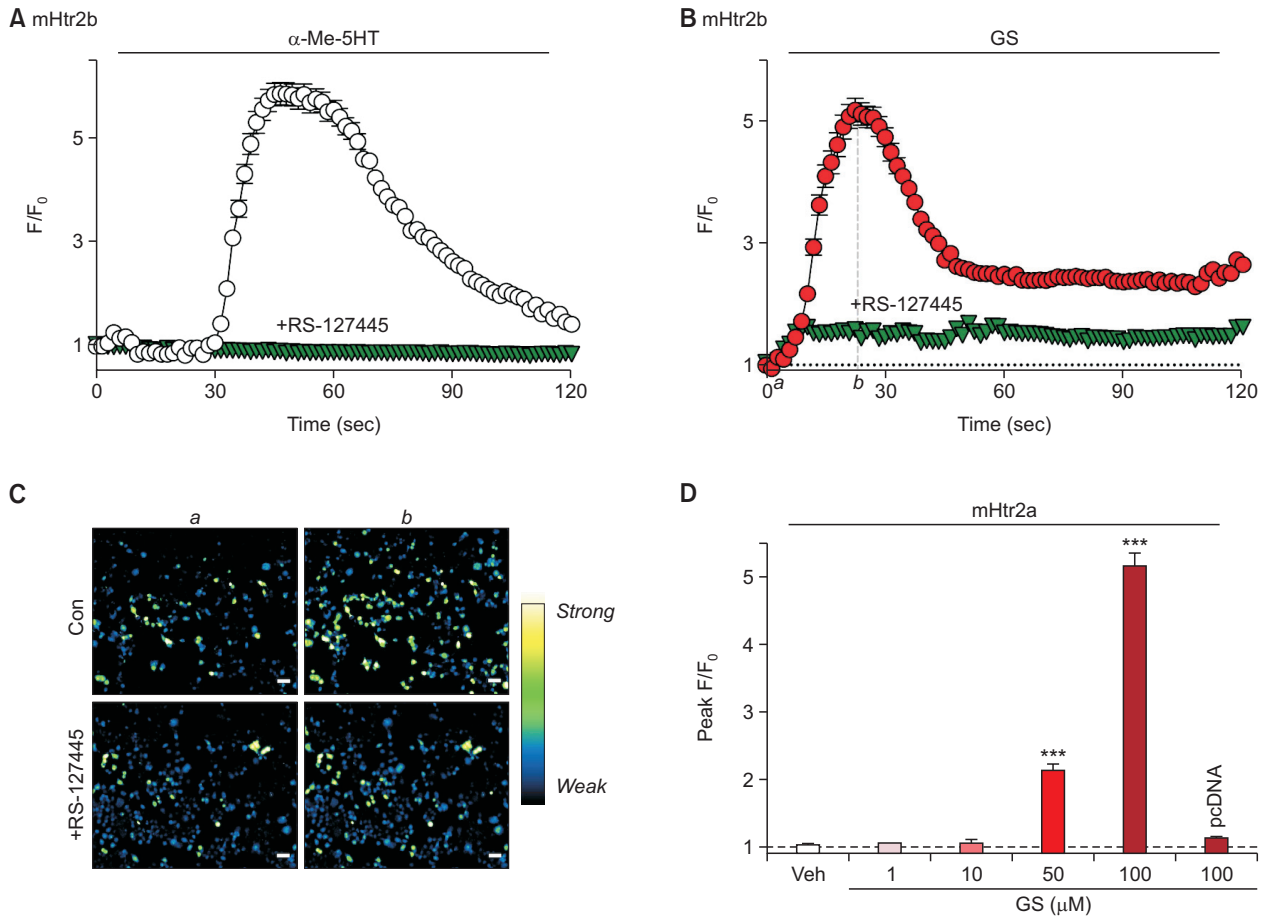 A mHtr2b
α-Me-5HT
F/F0
5
3
1
+RS-127445
0 30 60 90 120
Time (sec)
B mHtr2b
GS
F/F0
5
3
1
+RS-127445
a b
0 30 60 90 120
Time (sec)
C
a b
Con
+RS-127445
Strong
Weak
D
mHtr2a
Peak F/F0
5
4
3
2
1
***
***
pcDNA
Veh 1 10 50 100 100
GS (μM)